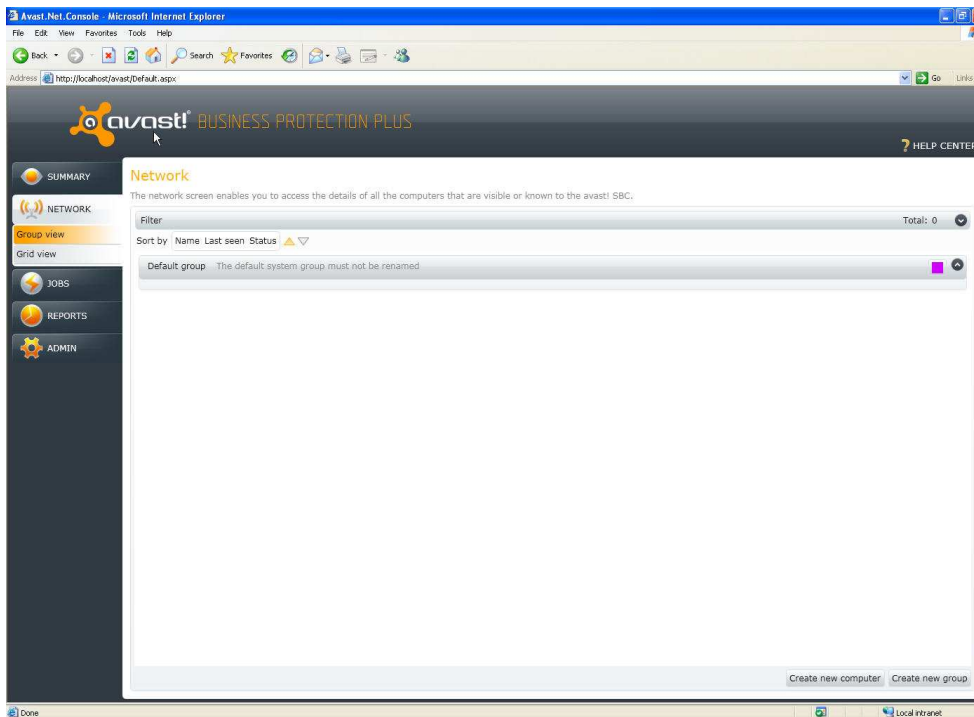 Avast.Net.Console - Microsoft Internet Explorer
File Edit View Favorites Tools Help
Back Search Favorites
Address http://localhost/avast/Default.aspx Go Links
avast! BUSINESS PROTECTION PLUS
? HELP CENTER
SUMMARY
NETWORK
Group view
Grid view
JOBS
REPORTS
ADMIN
Network
The network screen enables you to access the details of all the computers that are visible or known to the avast! SBC.
Filter Total: 0
Sort by Name Last seen Status
Default group The default system group must not be renamed
Create new computer Create new group
Done Local intranet